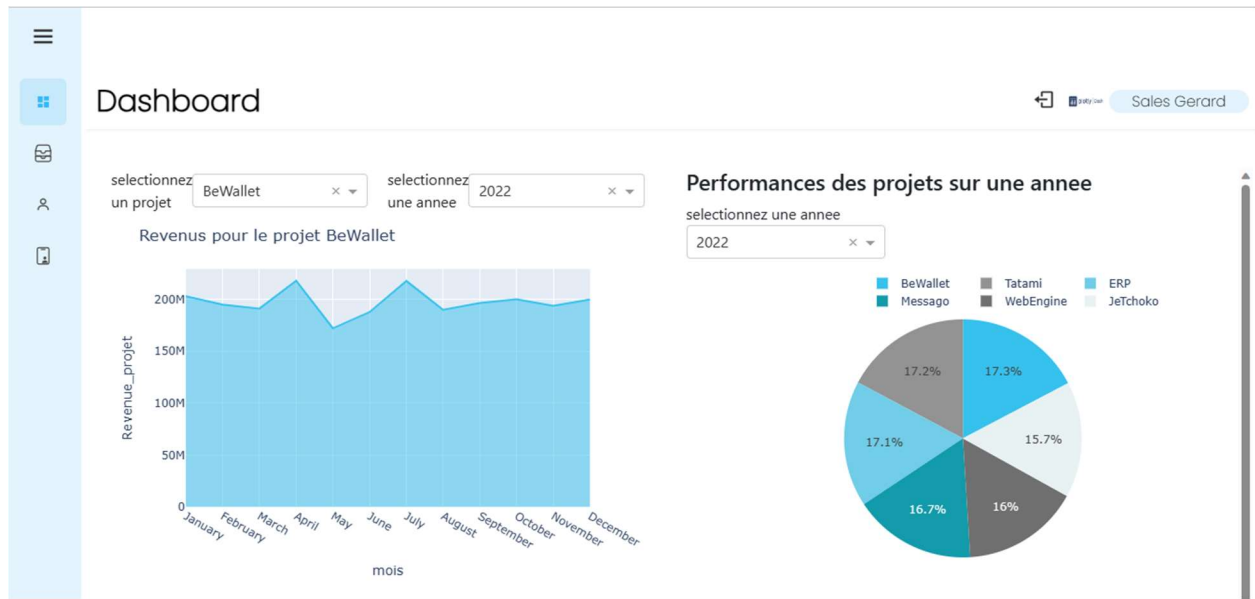 Dashboard
Sales Gerard
selectionnez
un projet
BeWallet
selectionnez
une annee
2022
Revenus pour le projet BeWallet
Revenue_projet
200M
150M
100M
50M
0
January
February
March
April
May
June
July
August
September
October
November
December
mois
Performances des projets sur une annee
selectionnez une annee
2022
BeWallet
Tatami
ERP
Messago
WebEngine
JeTchoko
17.2%
17.3%
17.1%
15.7%
16.7%
16%